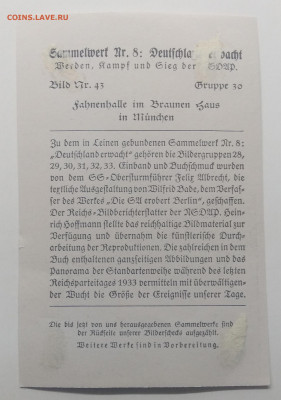 COINS.LAVE.РУ
Sammelwerk Nr. 8: Deutschland erwacht
Werden, Kampf und Sieg der NSDAP.
Bild Nr. 43 Gruppe 30
Fahnenhalle im Braunen Haus
in München
Zu dem in Leinen gebundenen Sammelwerk Nr. 8:
„Deutschland erwacht“ gehören die Bildergruppen 28,
29, 30, 31, 32, 33. Einband und Buchschmuck wurden
von dem SS-Obersturmführer Felix Albrecht, die
textliche Ausgestaltung von Wilfrid Bade, dem Verfas-
ser des Werkes „Die SA erobert Berlin“, geschaffen.
Der Reichs-Bildberichterstatter der NSDAP. Hein-
rich Hoffmann stellte das reichhaltige Bildmaterial zur
Verfügung und übernahm die künstlerische Durch-
arbeitung der Reproduktionen. Die zahlreichen in dem
Buch enthaltenen ganzseitigen Abbildungen und das
Panorama der Standartenweihe während des letzten
Reichsparteitages 1933 vermitteln mit überwältigen-
der Wucht die Größe der Ereignisse unserer Tage.
Die bis jetzt von uns herausgegebenen Sammelwerke sind
der Rückseite unserer Bilderschecks aufgezählt.
Weitere Werke sind in Vorbereitung.